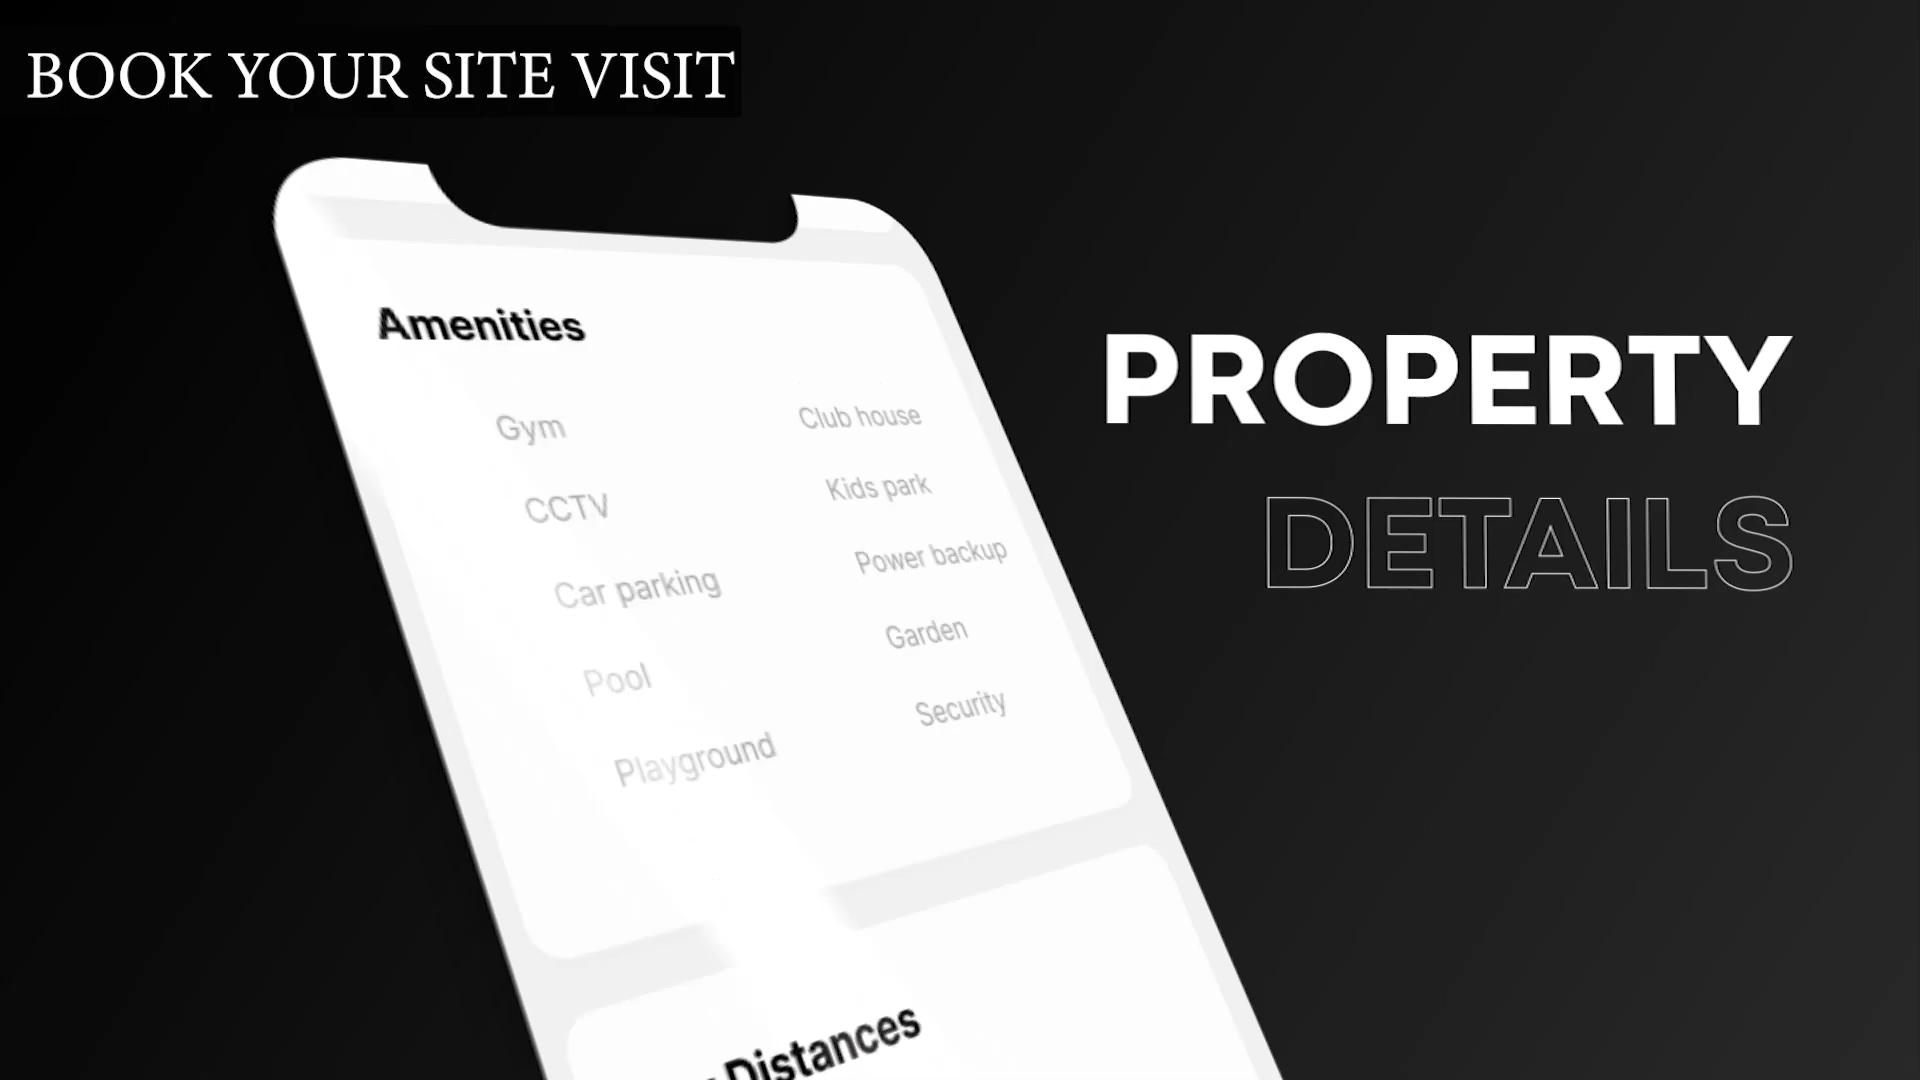 BOOK YOUR SITE VISIT
Amenities
Gym
Club house
CCTV
Kids park
Car parking
Power backup
Pool
Garden
Playground
Security
Distances
PROPERTY
DETAILS